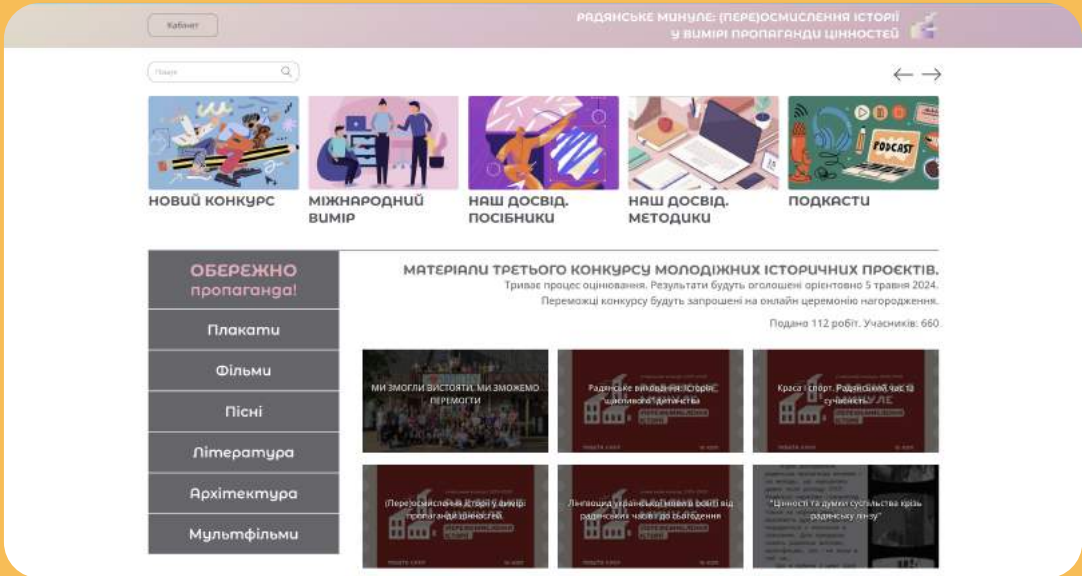 Кабінет
РАДЯНСЬКЕ МИНУЛЕ: (ПЕРЕ)ОСМИСЛЕННЯ ІСТОРІЇ
У ВИМІРІ ПРОПАГАНДИ ЦІННОСТЕЙ
Пошук
PODCAST
НОВИЙ КОНКУРС
МІЖНАРОДНИЙ
ВИМІР
НАШ ДОСВІД.
ПОСІБНИКИ
НАШ ДОСВІД.
МЕТОДИКИ
ПОДКАСТИ
ОБЕРЕЖНО
пропаганда!
Плакати
Фільми
Пісні
Література
Архітектура
Мультфільми
МАТЕРІАЛИ ТРЕТЬОГО КОНКУРСУ МОЛОДІЖНИХ ІСТОРИЧНИХ ПРОЄКТІВ.
Триває процес оцінювання. Результати будуть оголошені орієнтовно 5 травня 2024.
Переможці конкурсу будуть запрошені на онлайн церемонію нагородження.
Подано 112 робіт. Учасників: 660
МИ ЗМОГЛИ ВИСТОЯТИ, МИ ЗМОЖЕМО
ПЕРЕМОГТИ
Радянське виховання: історія
"щасливого" дитинства
Краса і спорт. Радянський час та
сучасність.
(Пере)осмислення історії у вимірі
пропаганди цінностей.
Лінгвоцид української мови в освіті від
радянських часів до сьогодення
"Цінності та думки суспільства крізь
радянську лінзу"